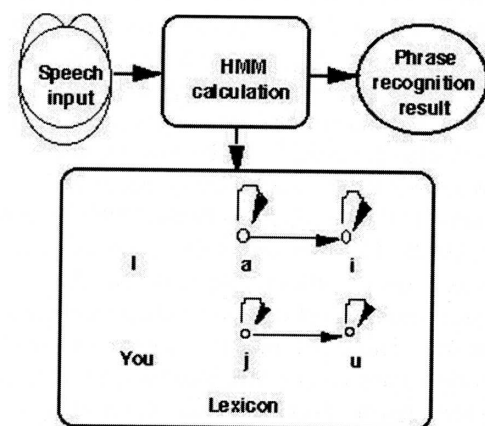 Speech
input
HMM
calculation
Phrase
recognition
result
I a i
You j u
Lexicon